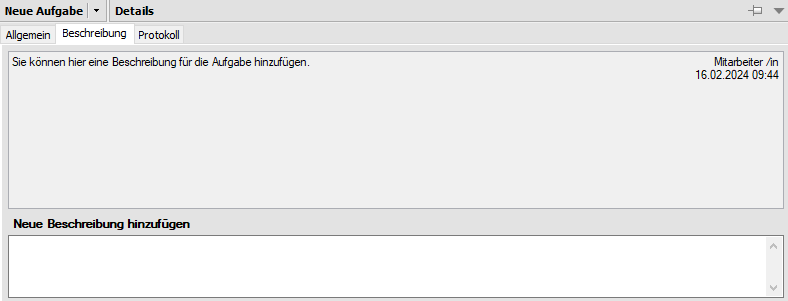 Neue Aufgabe Details
Allgemein Beschreibung Protokoll
Sie können hier eine Beschreibung für die Aufgabe hinzufügen. Mitarbeiter /in
16.02.2024 09:44
Neue Beschreibung hinzufügen